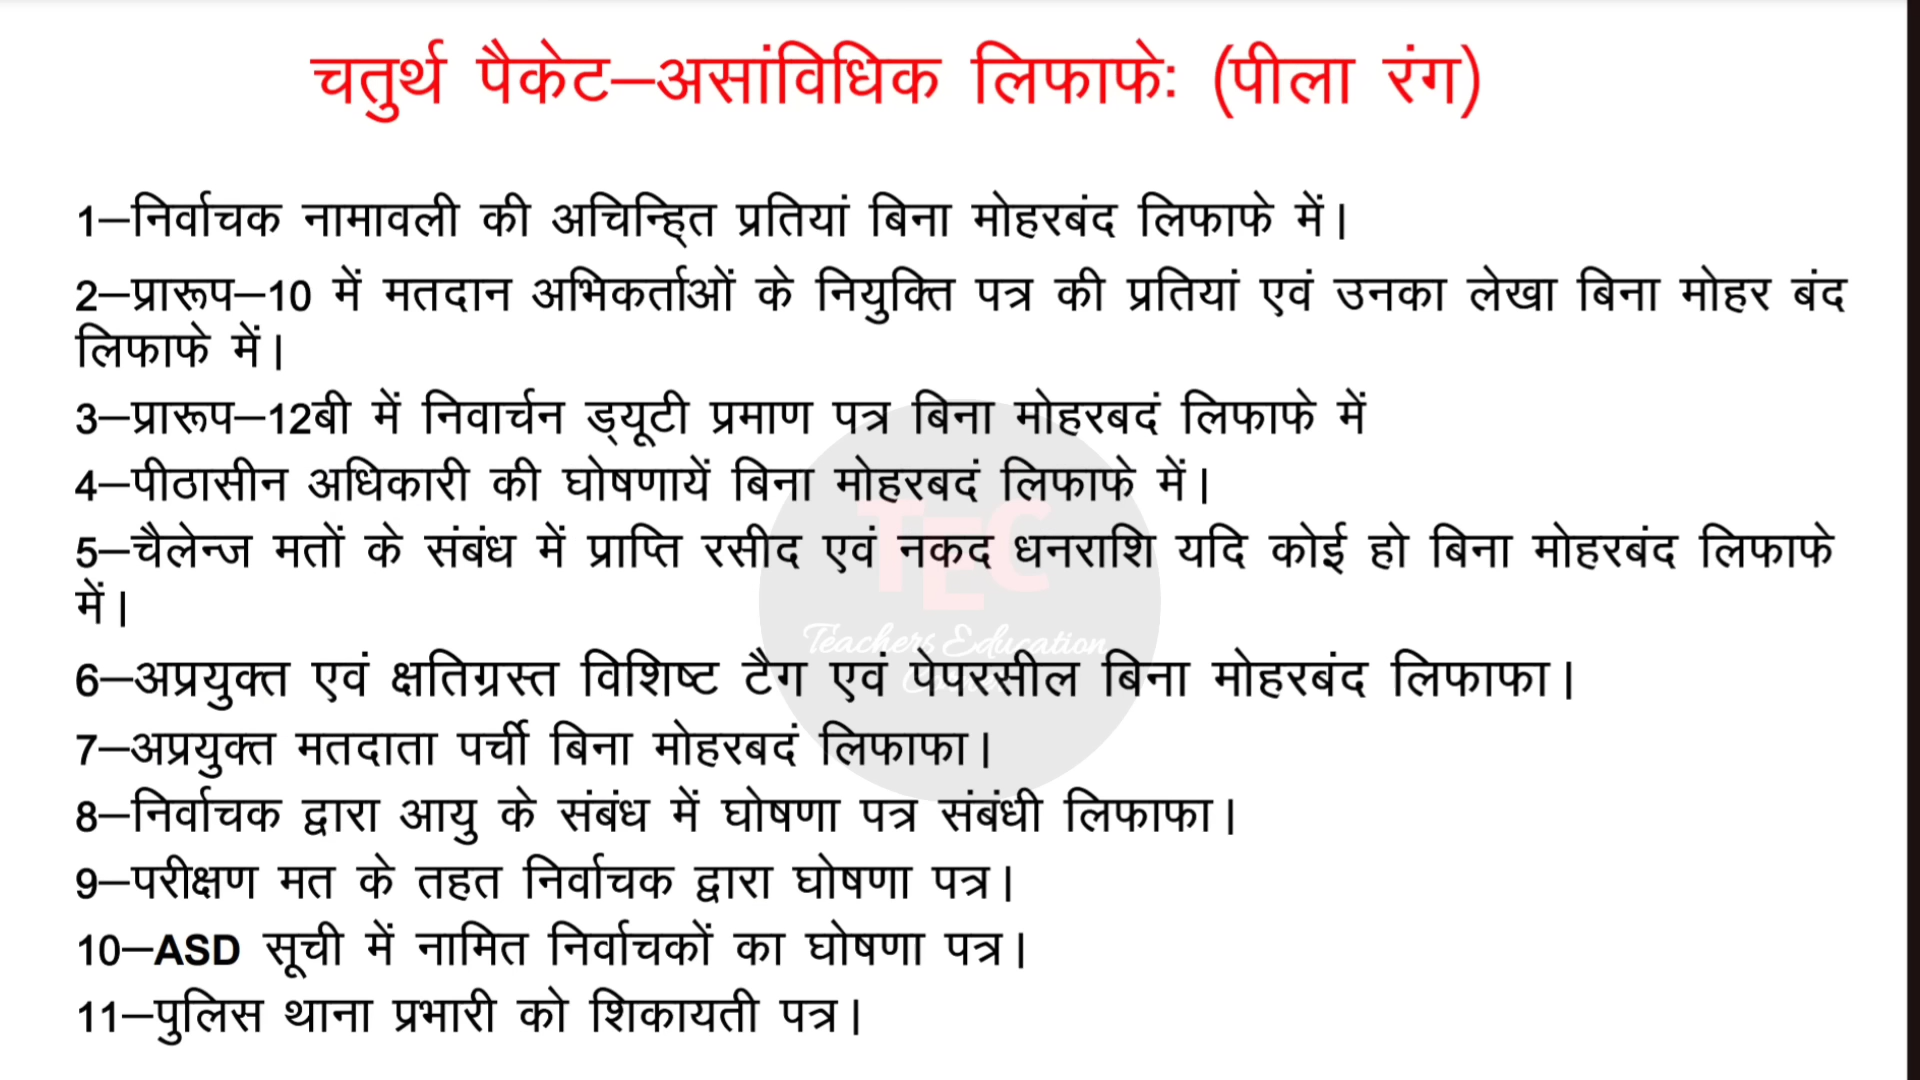 चतुर्थ पैकेट–असांविधिक लिफाफेः (पीला रंग)
1–निर्वाचक नामावली की अचिन्हि्त प्रतियां बिना मोहरबंद लिफाफे में।
2–प्रारूप–10 में मतदान अभिकर्ताओं के नियुक्ति पत्र की प्रतियां एवं उनका लेखा बिना मोहर बंद
लिफाफे में।
3–प्रारूप–12बी में निवार्चन ड्यूटी प्रमाण पत्र बिना मोहरबदं लिफाफे में
4–पीठासीन अधिकारी की घोषणायें बिना मोहरबदं लिफाफे में।
5–चैलेन्ज मतों के संबंध में प्राप्ति रसीद एवं नकद धनराशि यदि कोई हो बिना मोहरबंद लिफाफे
में।
TEC
Teachers Education
6–अप्रयुक्त एवं क्षतिग्रस्त विशिष्ट टैग एवं पेपरसील बिना मोहरबंद लिफाफा।
7–अप्रयुक्त मतदाता पर्ची बिना मोहरबदं लिफाफा।
8–निर्वाचक द्वारा आयु के संबंध में घोषणा पत्र संबंधी लिफाफा।
9–परीक्षण मत के तहत निर्वाचक द्वारा घोषणा पत्र।
10–ASD सूची में नामित निर्वाचकों का घोषणा पत्र।
11–पुलिस थाना प्रभारी को शिकायती पत्र।